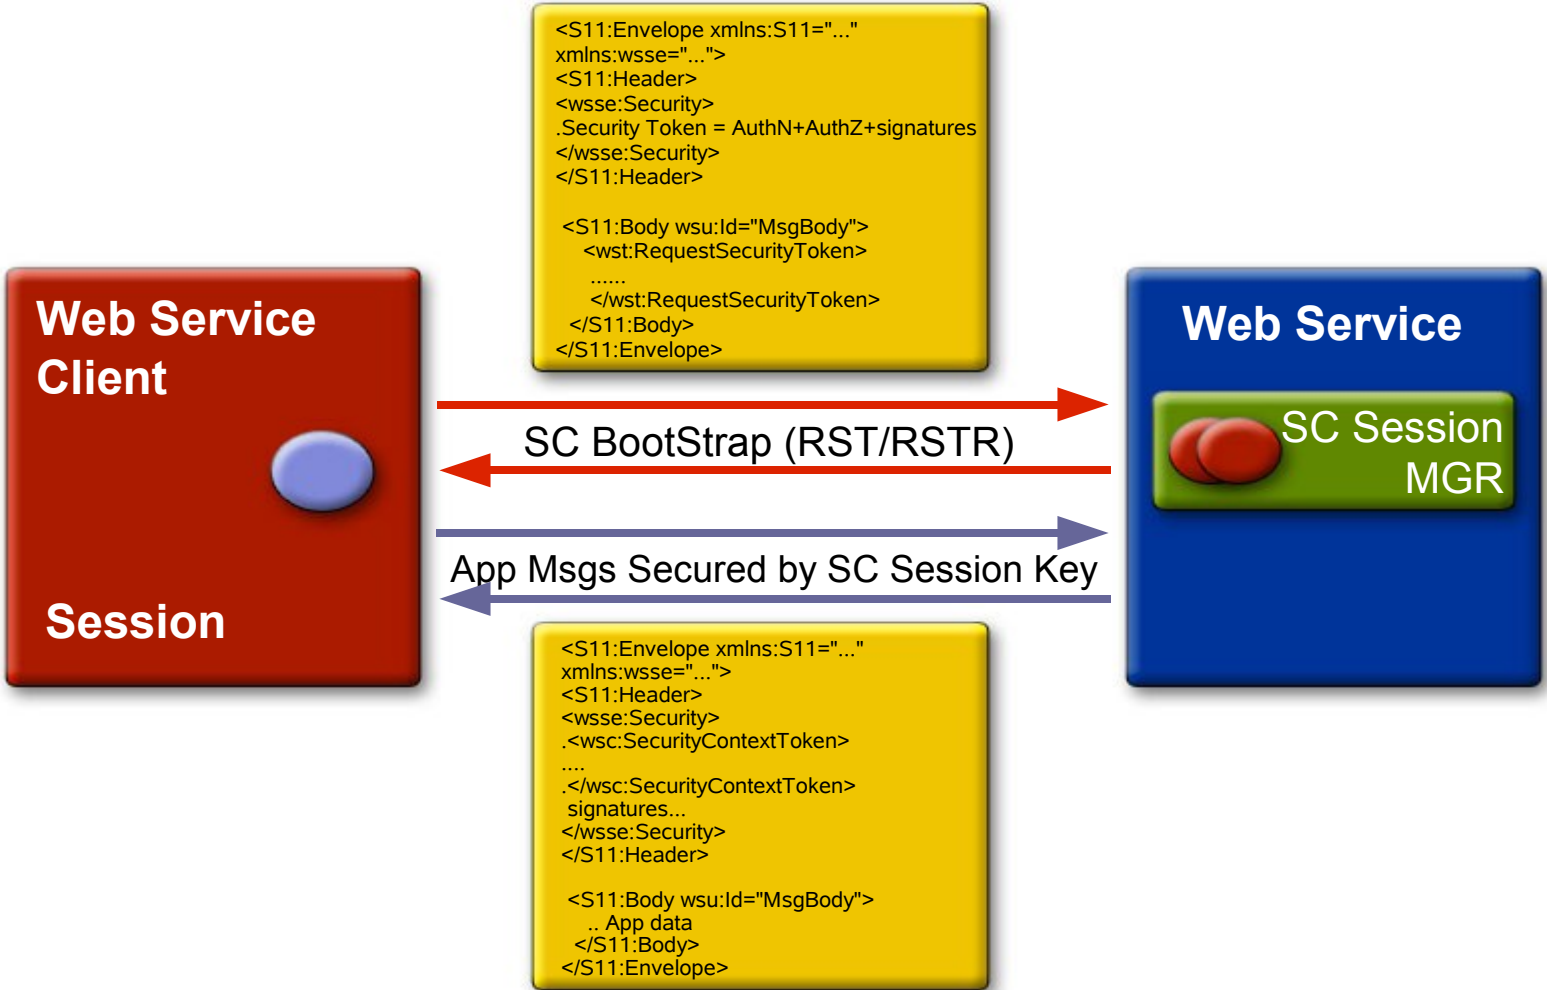 <S11:Envelope xmlns:S11="..."
xmlns:wsse="...">
<S11:Header>
<wsse:Security>
.Security Token = AuthN+AuthZ+signatures
</wsse:Security>
</S11:Header>
<S11:Body wsu:Id="MsgBody">
<wst:RequestSecurityToken>
......
</wst:RequestSecurityToken>
</S11:Body>
</S11:Envelope>
Web Service
Client
Session
SC BootStrap (RST/RSTR)
App Msgs Secured by SC Session Key
Web Service
SC Session
MGR
<S11:Envelope xmlns:S11="..."
xmlns:wsse="...">
<S11:Header>
<wsse:Security>
.<wsc:SecurityContextToken>
....
.</wsc:SecurityContextToken>
signatures...
</wsse:Security>
</S11:Header>
<S11:Body wsu:Id="MsgBody">
.. App data
</S11:Body>
</S11:Envelope>